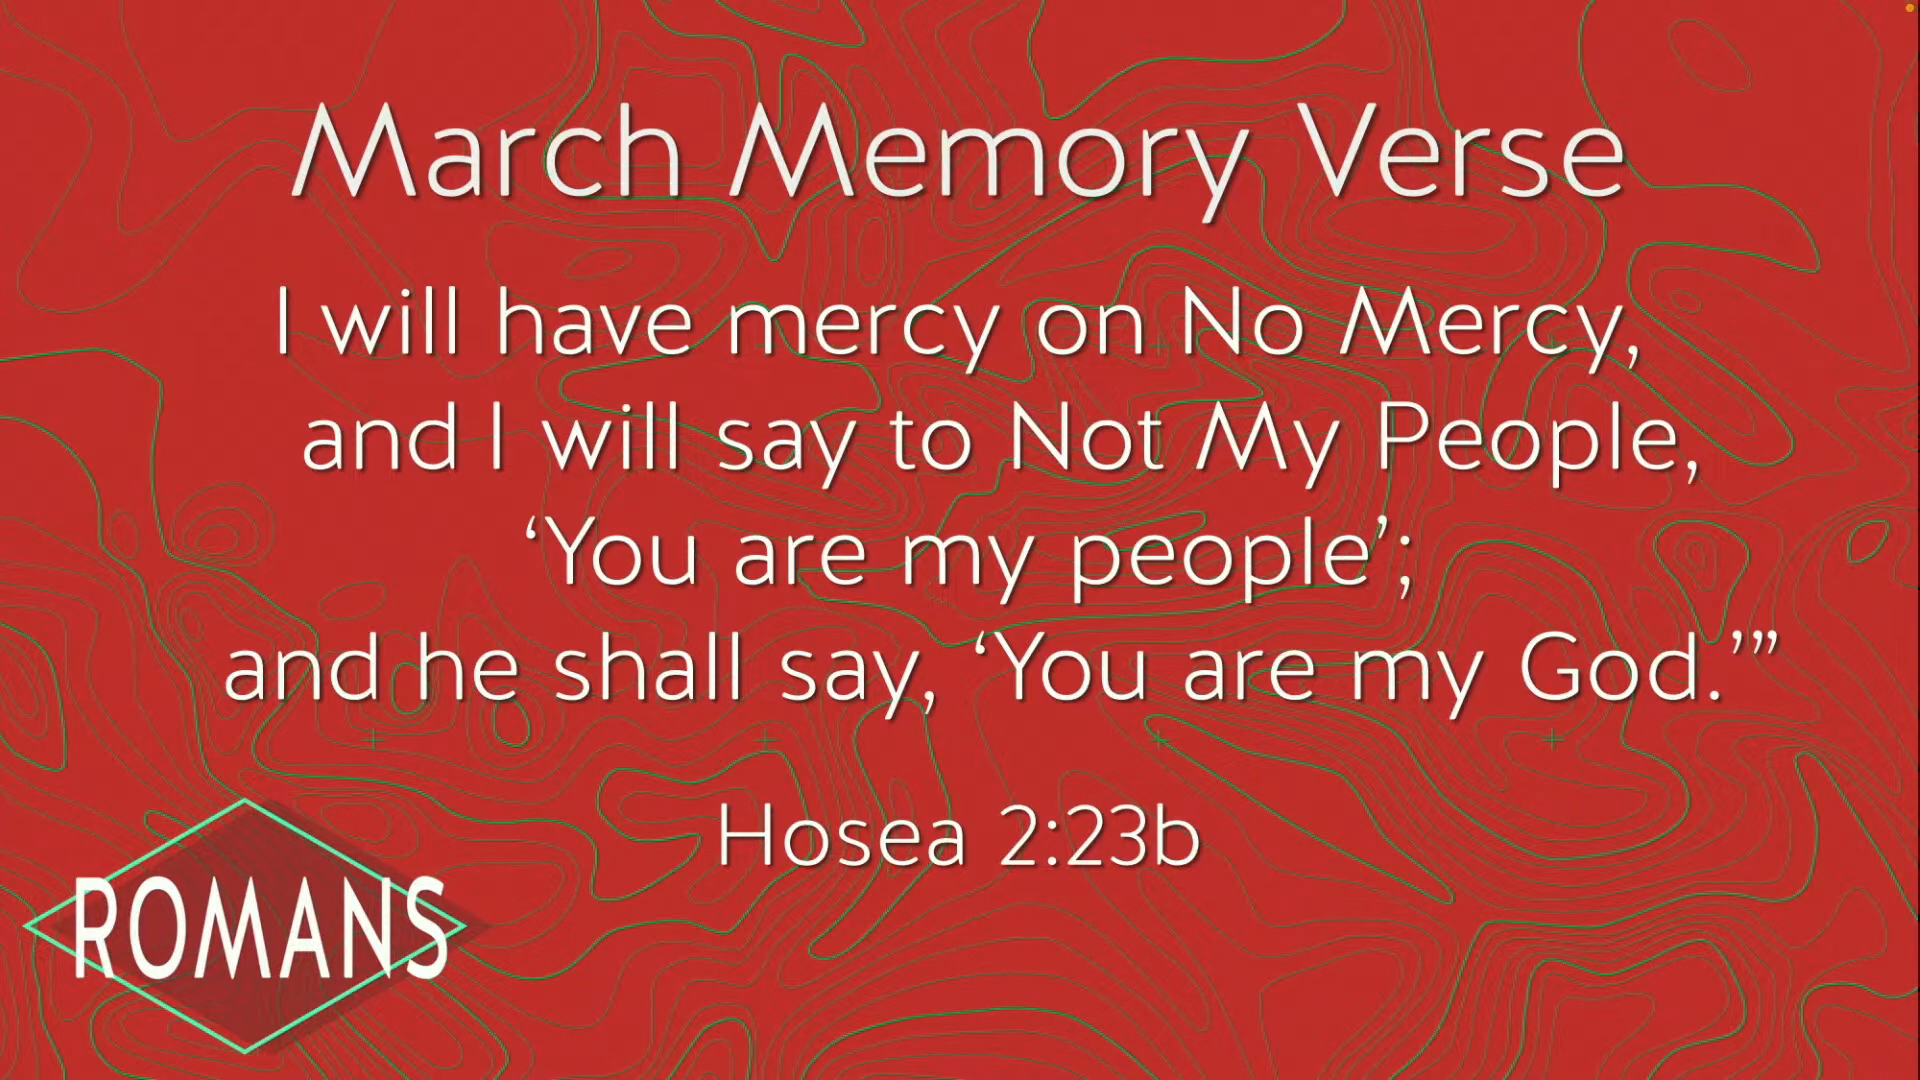 March Memory Verse
I will have mercy on No Mercy,
and I will say to Not My People,
‘You are my people’;
and he shall say, ‘You are my God.’”
Hosea 2:23b
ROMANS